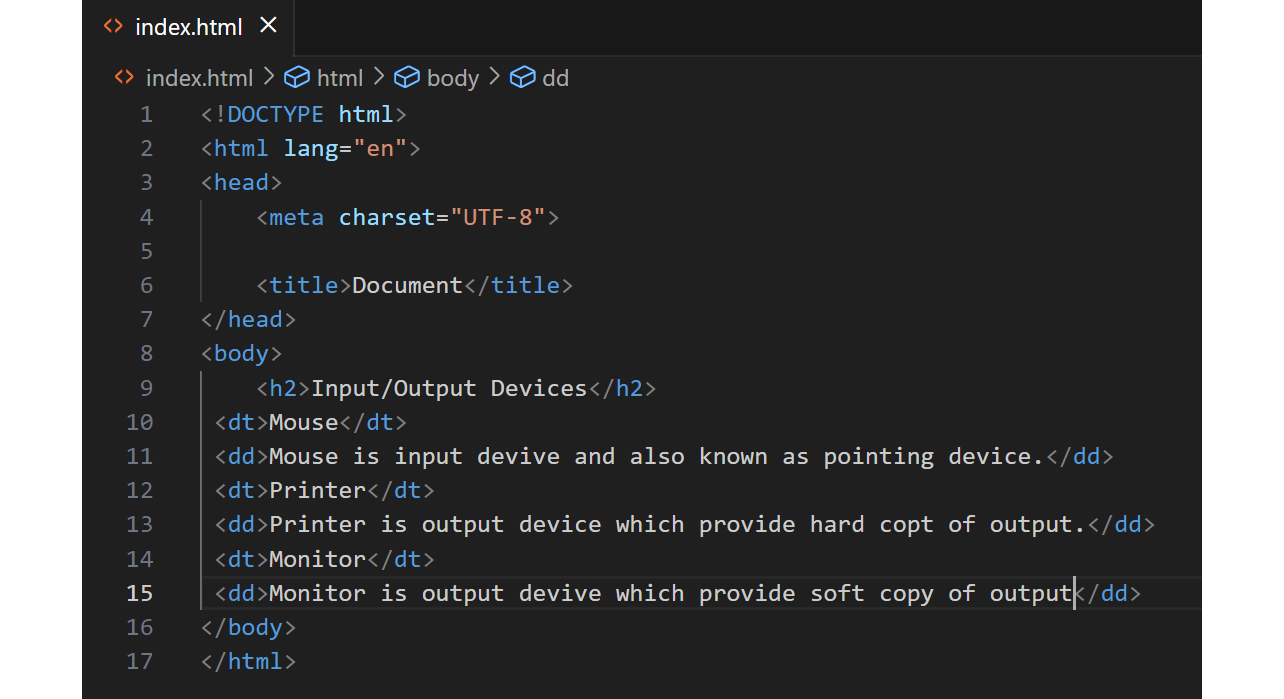 index.html ×
index.html > html > body > dd
1 <!DOCTYPE html>
2 <html lang="en">
3 <head>
4     <meta charset="UTF-8">
5
6     <title>Document</title>
7 </head>
8 <body>
9     <h2>Input/Output Devices</h2>
10  <dt>Mouse</dt>
11  <dd>Mouse is input devive and also known as pointing device.</dd>
12  <dt>Printer</dt>
13  <dd>Printer is output device which provide hard copt of output.</dd>
14  <dt>Monitor</dt>
15  <dd>Monitor is output devive which provide soft copy of output</dd>
16 </body>
17 </html>